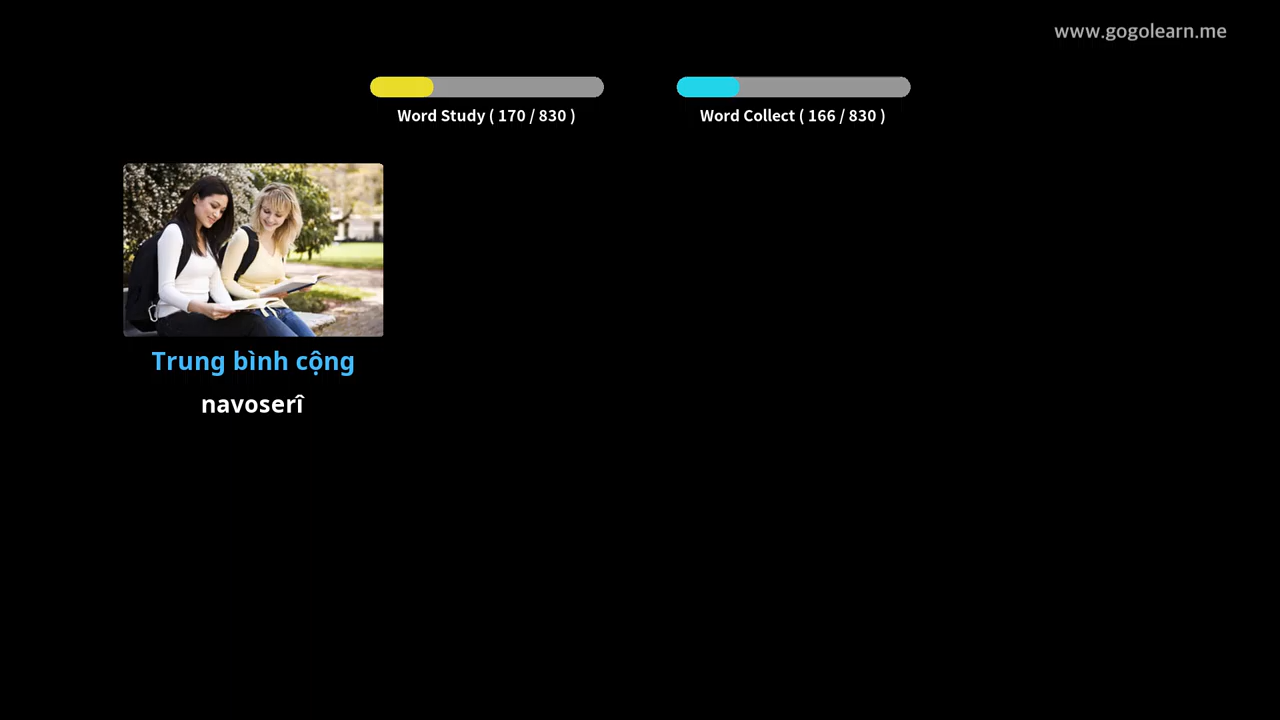 www.gogolearn.me
Word Study ( 170 / 830 )
Word Collect ( 166 / 830 )
Trung bình cộng
navoserî